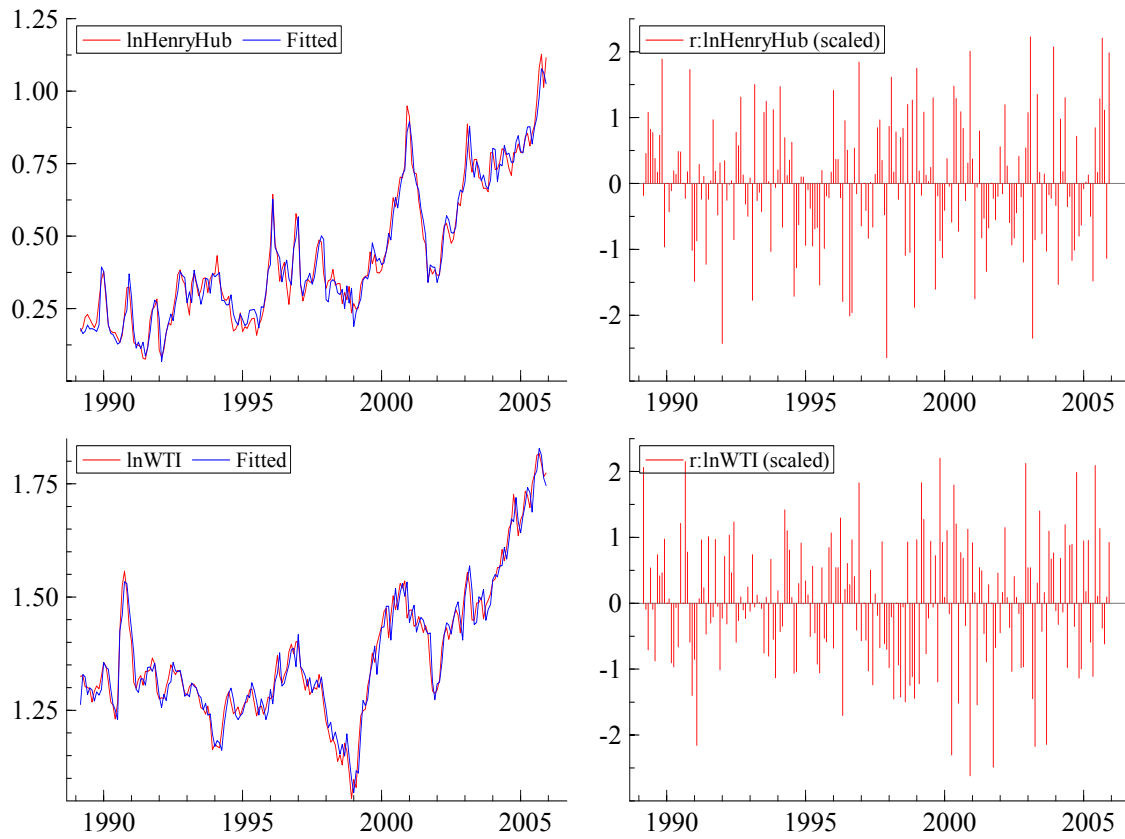 lnHenryHub Fitted
1.25
1.00
0.75
0.50
0.25
1990 1995 2000 2005
r:lnHenryHub (scaled)
2
1
0
-1
-2
1990 1995 2000 2005
lnWTI Fitted
1.75
1.50
1.25
1990 1995 2000 2005
r:lnWTI (scaled)
2
1
0
-1
-2
1990 1995 2000 2005